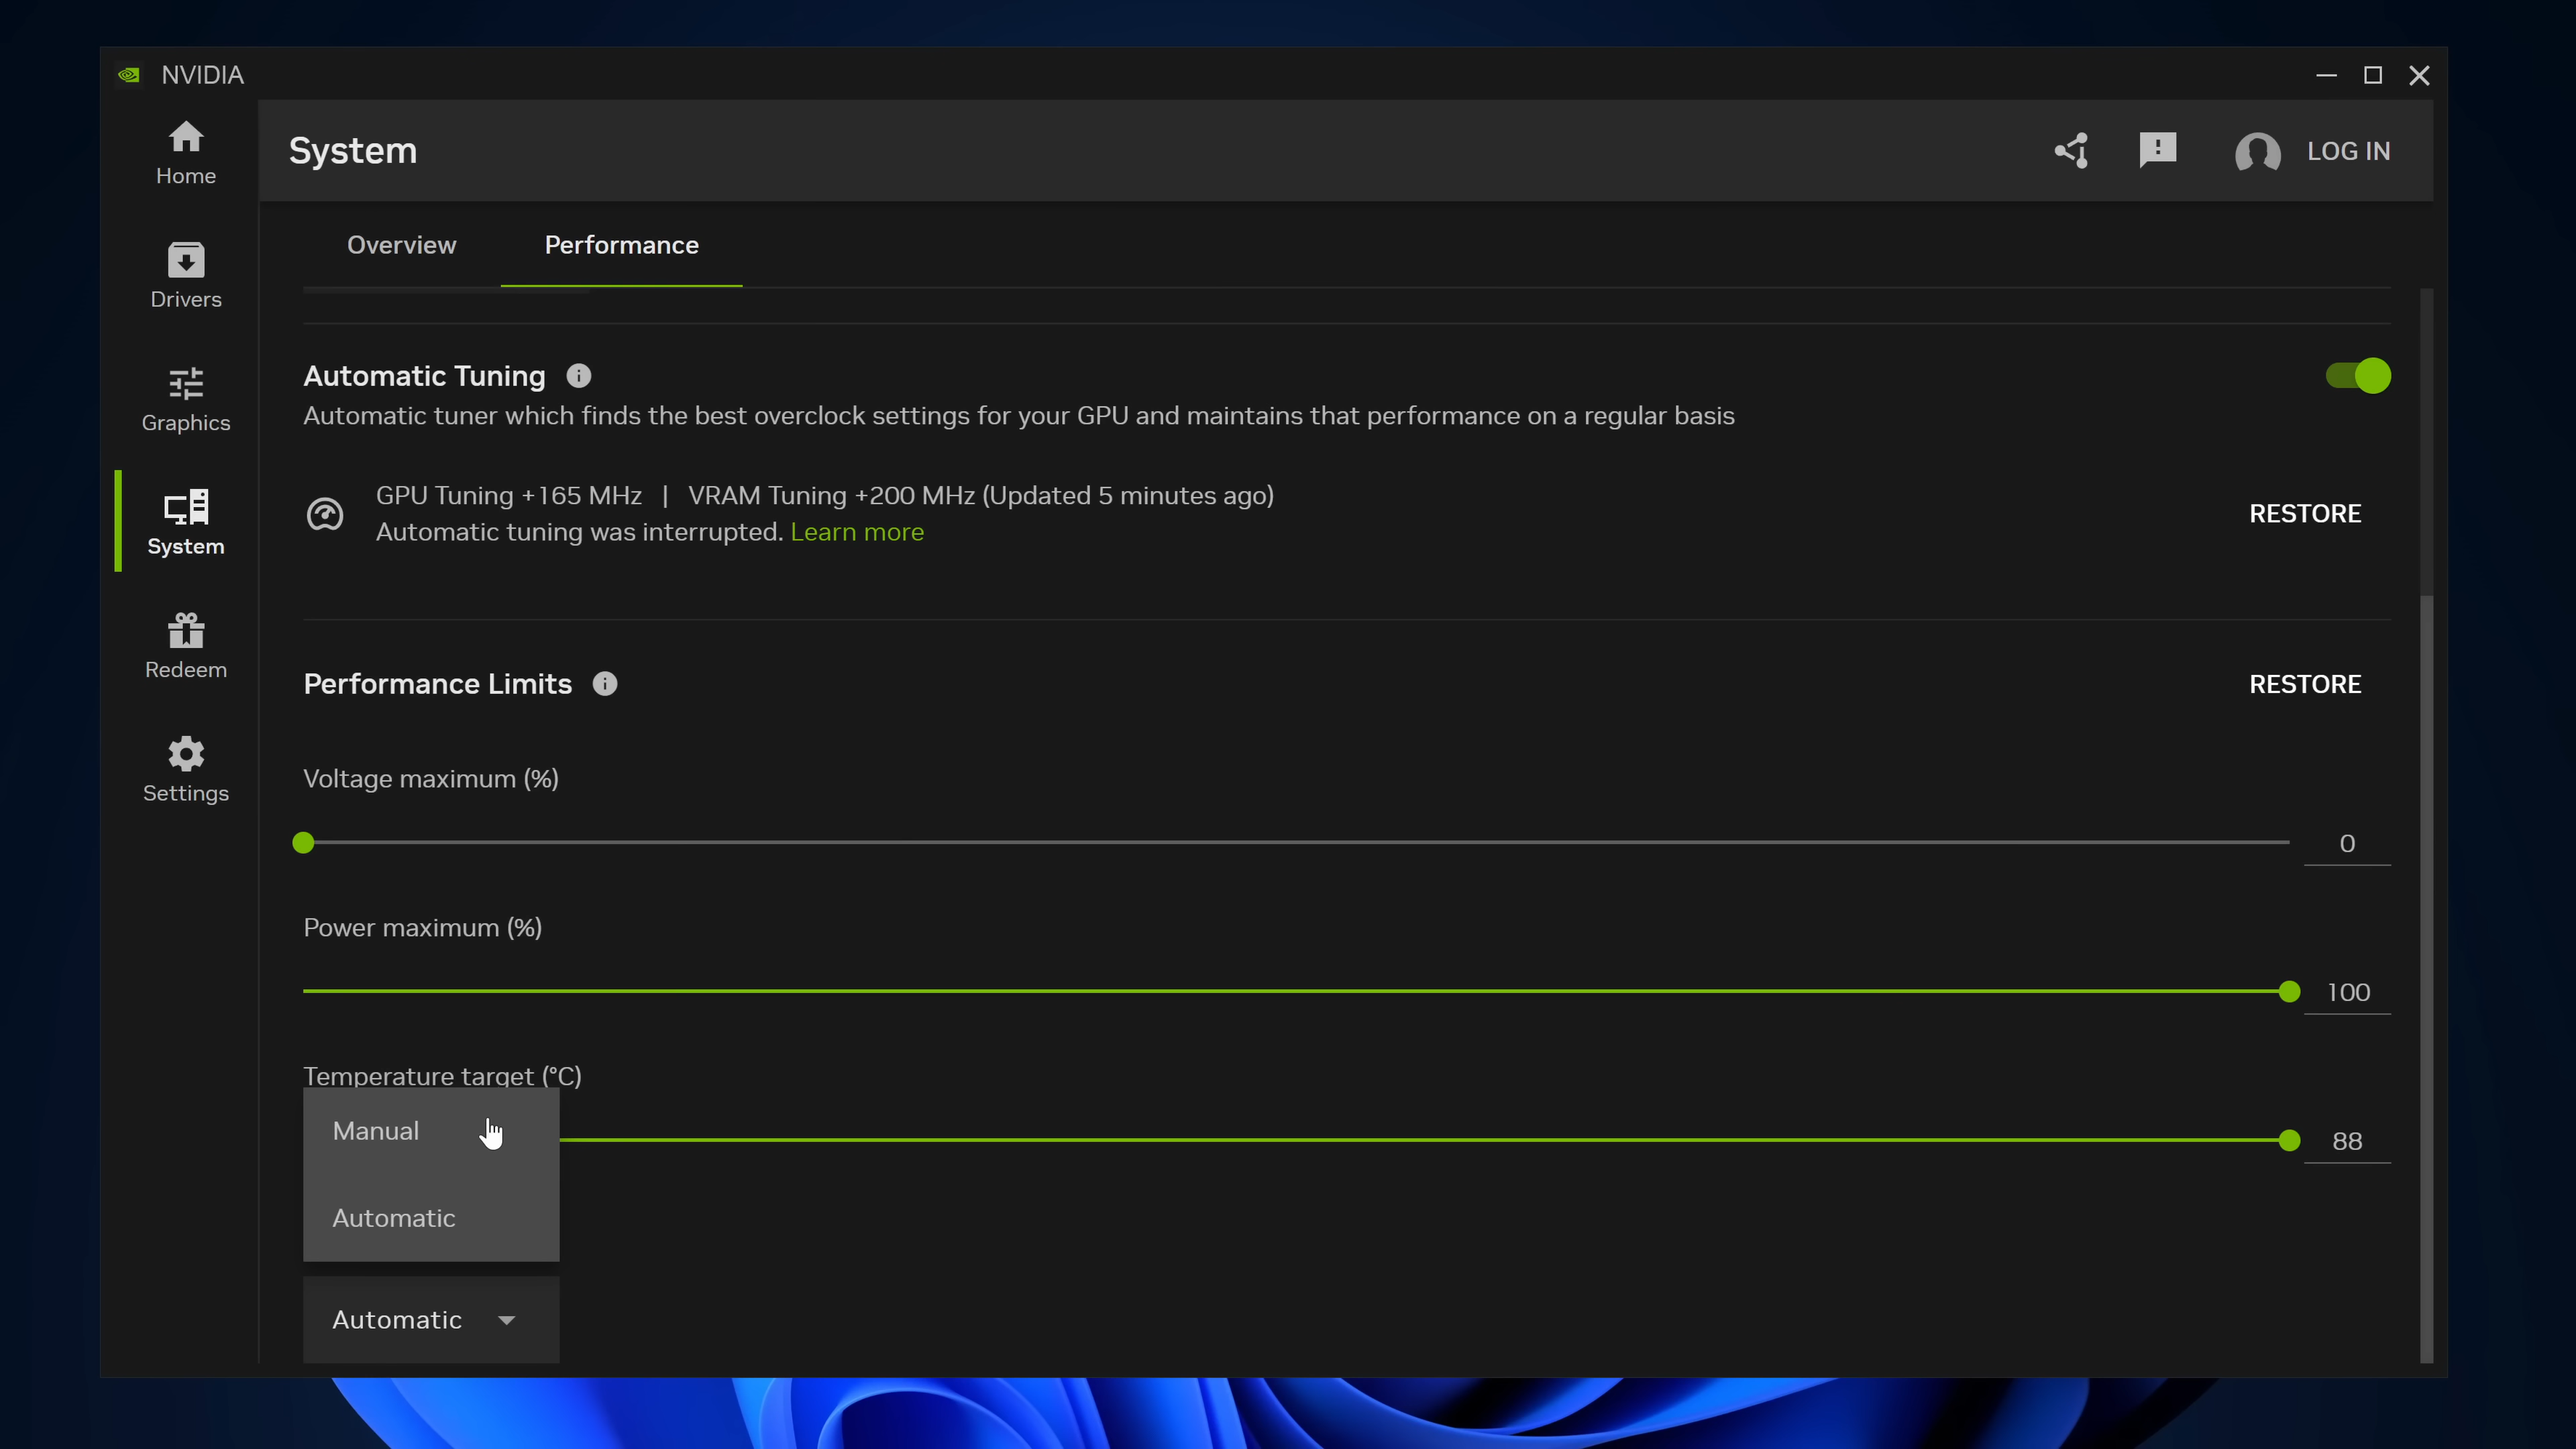 NVIDIA
System
LOG IN
Home
Drivers
Graphics
System
Redeem
Settings
Overview
Performance
Automatic Tuning
Automatic tuner which finds the best overclock settings for your GPU and maintains that performance on a regular basis
GPU Tuning +165 MHz | VRAM Tuning +200 MHz (Updated 5 minutes ago)
Automatic tuning was interrupted. Learn more
RESTORE
Performance Limits
RESTORE
Voltage maximum (%)
0
Power maximum (%)
100
Temperature target (°C)
88
Manual
Automatic
Automatic